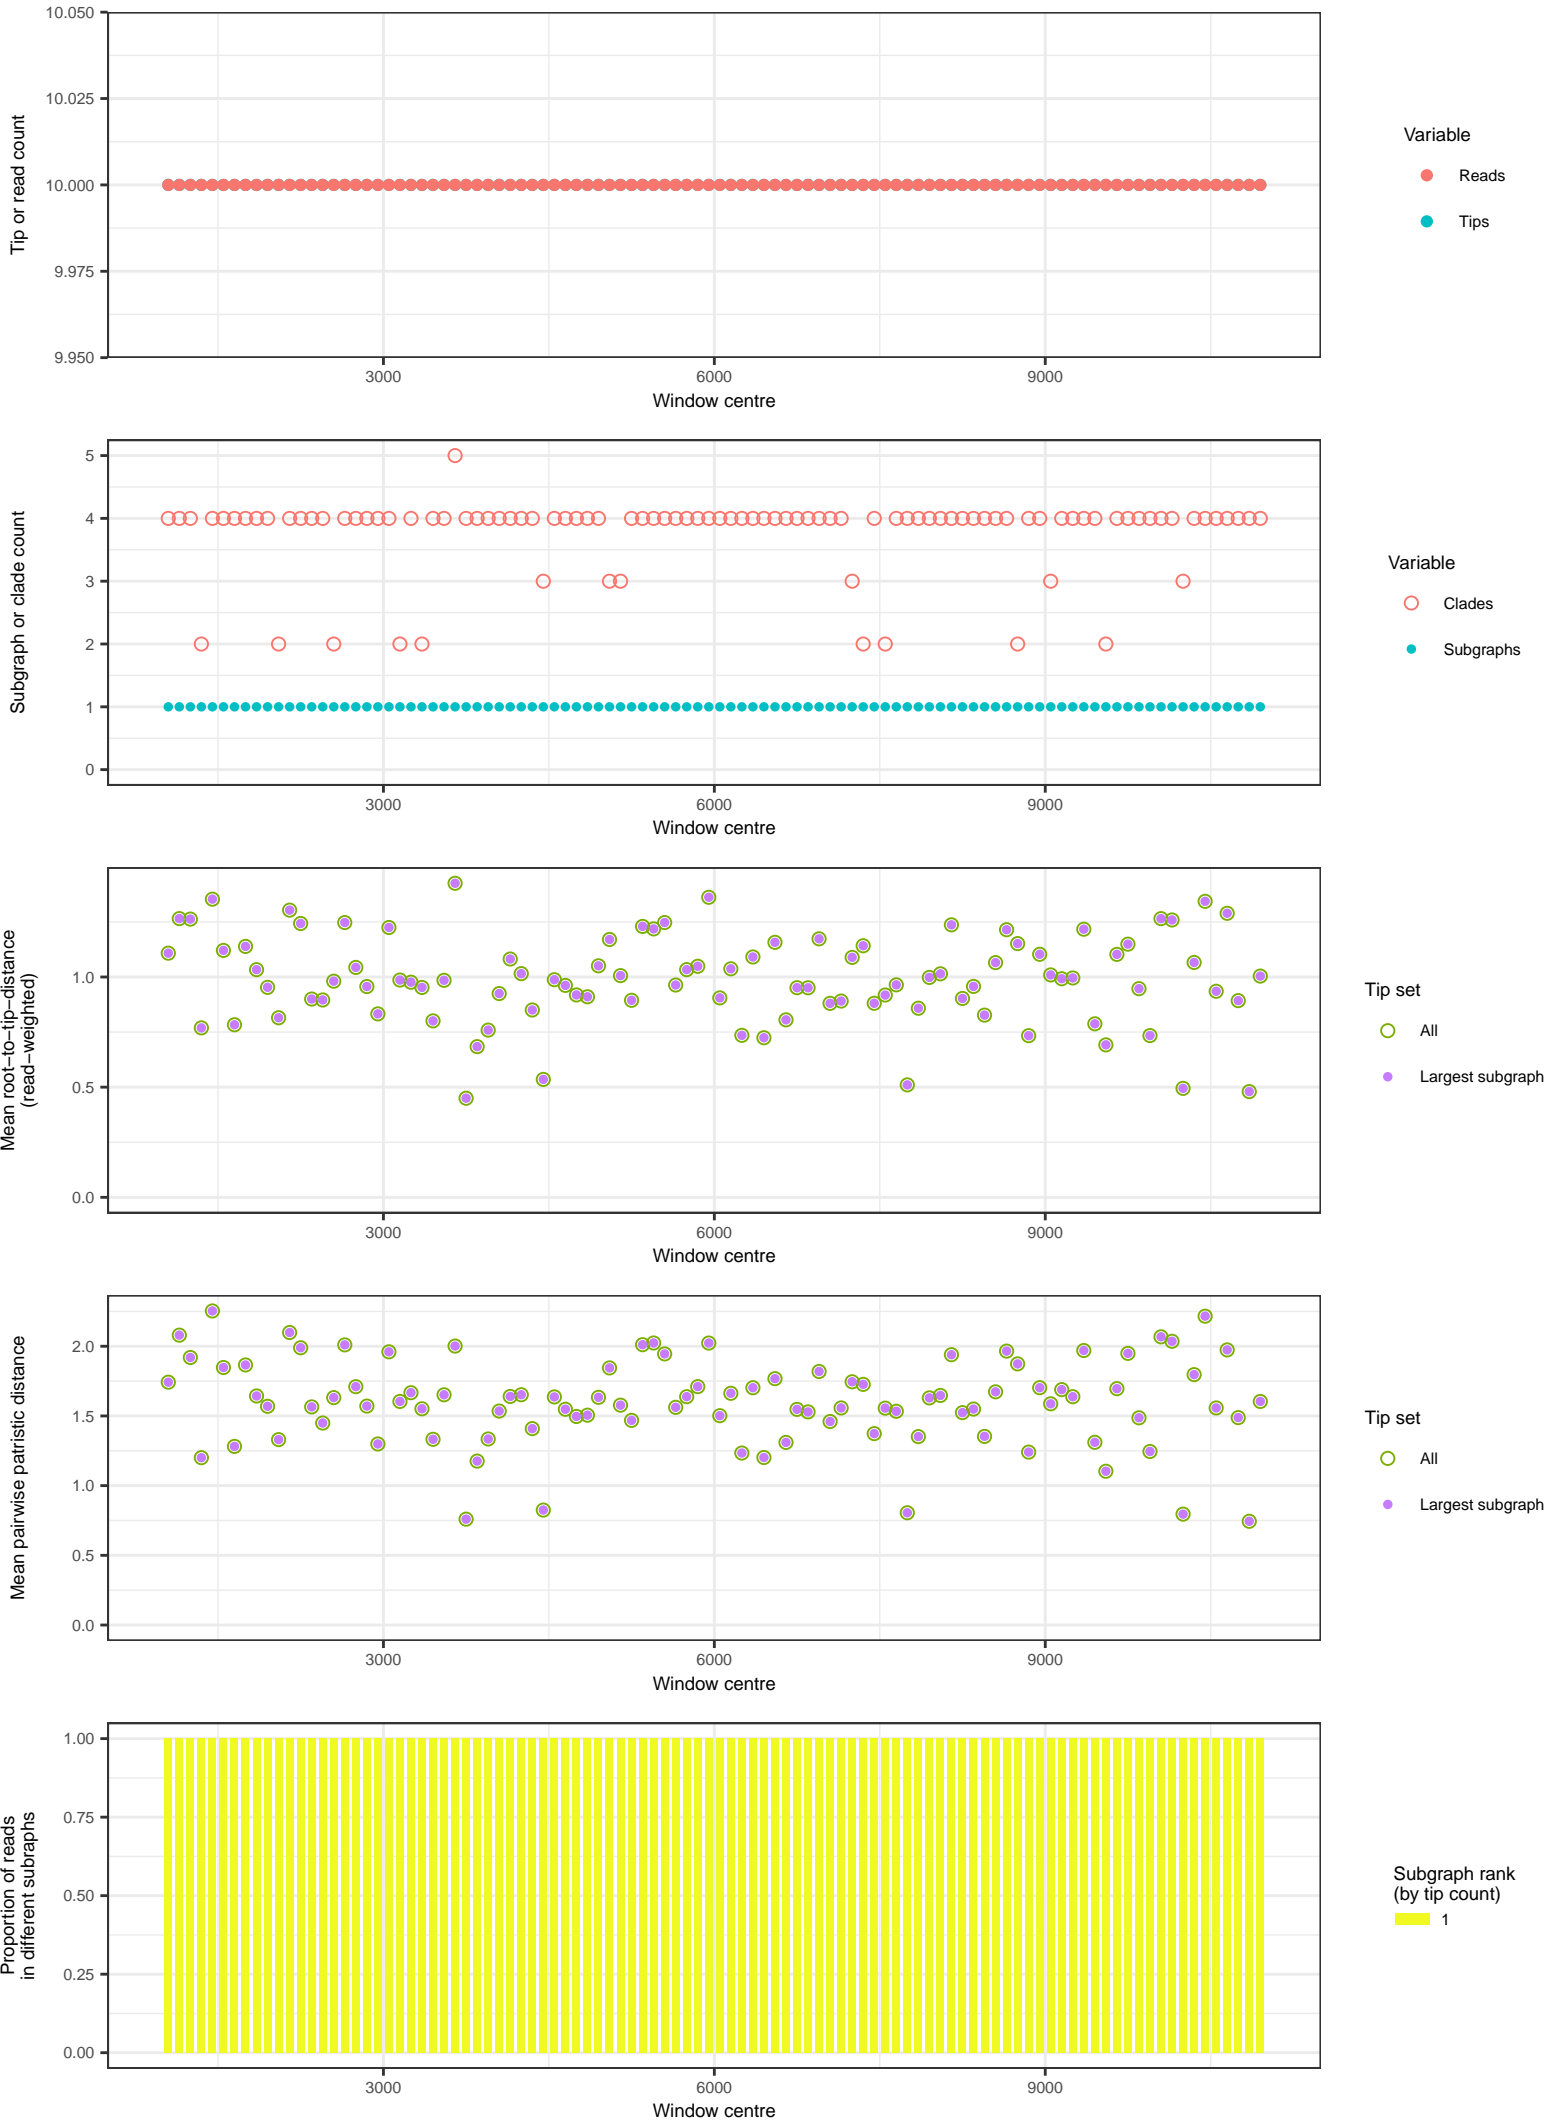 10.050
10.025
10.000
9.975
9.950
Tip or read count
3000
6000
9000
Window centre
Variable
Reads
Tips
5
4
3
2
1
0
Subgraph or clade count
3000
6000
9000
Window centre
Variable
Clades
Subgraphs
1.0
0.5
0.0
Mean root−to−tip−distance
(read−weighted)
3000
6000
9000
Window centre
Tip set
All
Largest subgraph
2.0
1.5
1.0
0.5
0.0
Mean pairwise patristic distance
3000
6000
9000
Window centre
Tip set
All
Largest subgraph
1.00
0.75
0.50
0.25
0.00
Proportion of reads
in different subraphs
3000
6000
9000
Window centre
Subgraph rank
(by tip count)
1